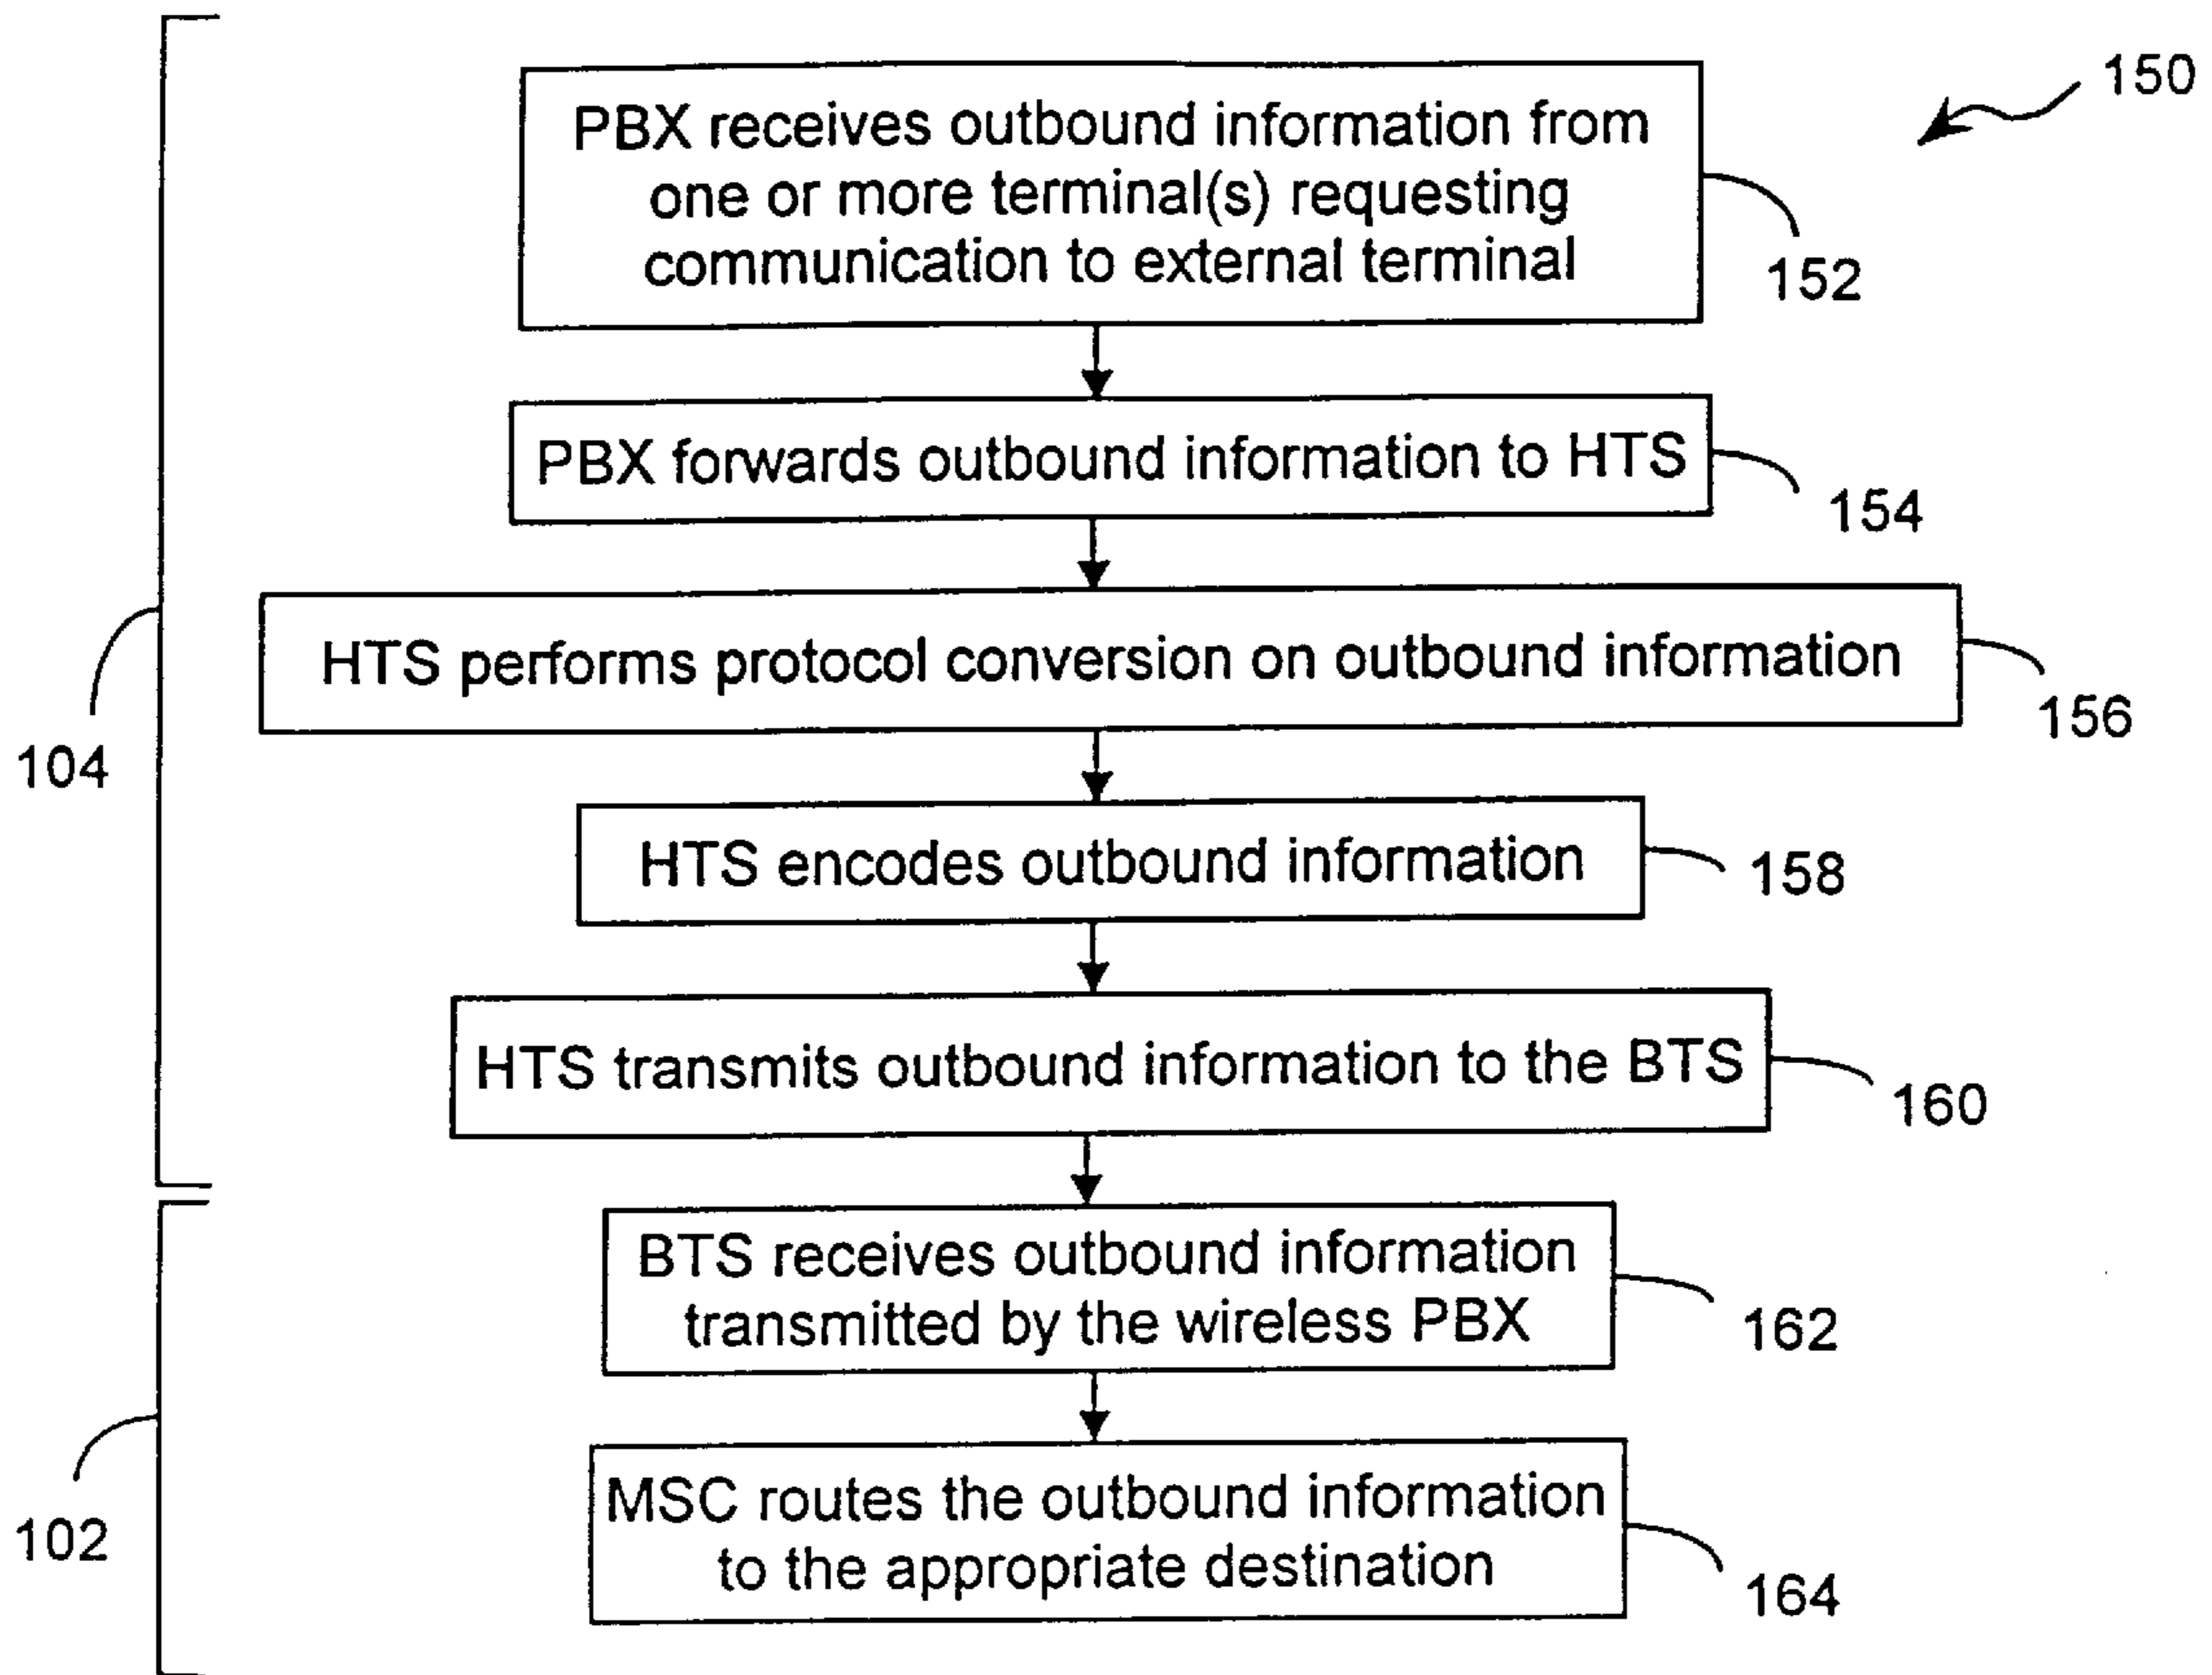 150
PBX receives outbound information from
one or more terminal(s) requesting
communication to external terminal
152
PBX forwards outbound information to HTS
154
HTS performs protocol conversion on outbound information
156
104
HTS encodes outbound information
158
HTS transmits outbound information to the BTS
160
BTS receives outbound information
transmitted by the wireless PBX
162
102
MSC routes the outbound information
to the appropriate destination
164